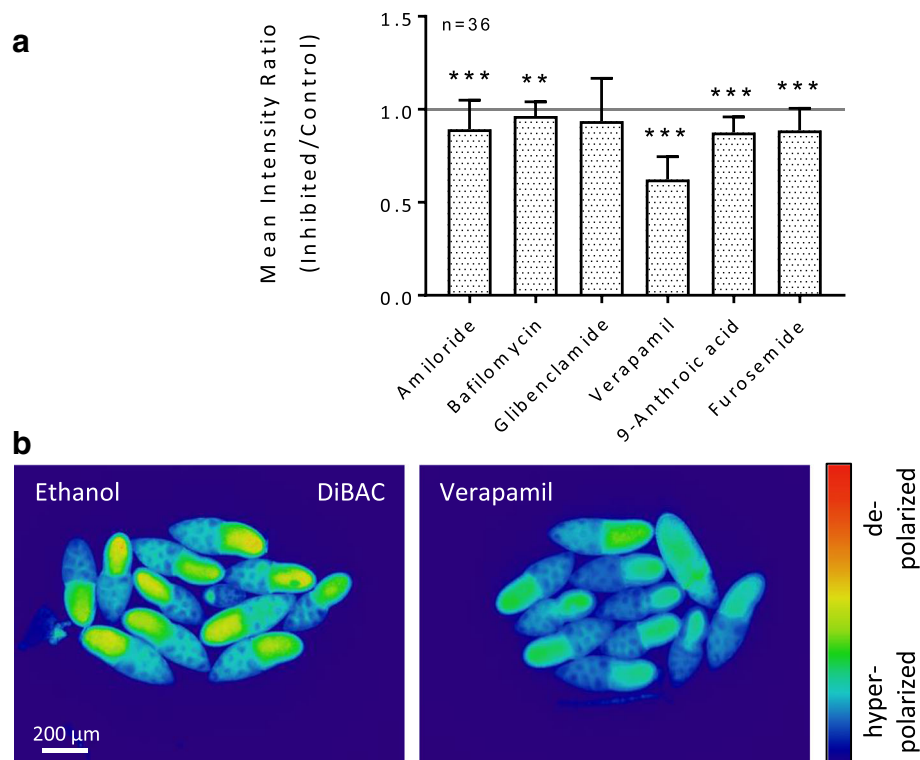 a
Mean Intensity Ratio
(Inhibited/Control)
1.5
1.0
0.5
0.0
n=36
***
**
***
***
***
Amiloride
Bafilomycin
Glibenclamide
Verapamil
9-Anthroic acid
Furosemide
b
Ethanol
DiBAC
Verapamil
200 µm
de-
polarized
hyper-
polarized